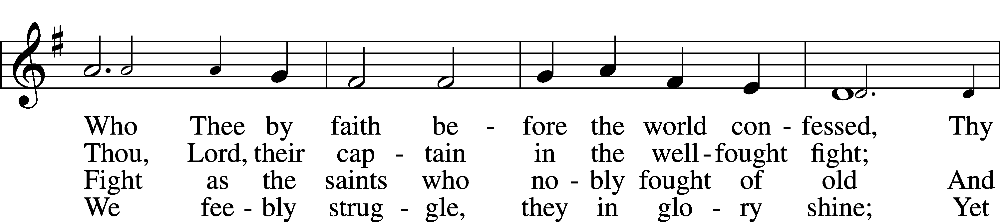 Who Thee by faith be - fore the world con - fessed, Thy
Thou, Lord, their cap - tain in the well - fought fight;
Fight as the saints who no - bly fought of old And
We fee - bly strug - gle, they in glo - ry shine; Yet